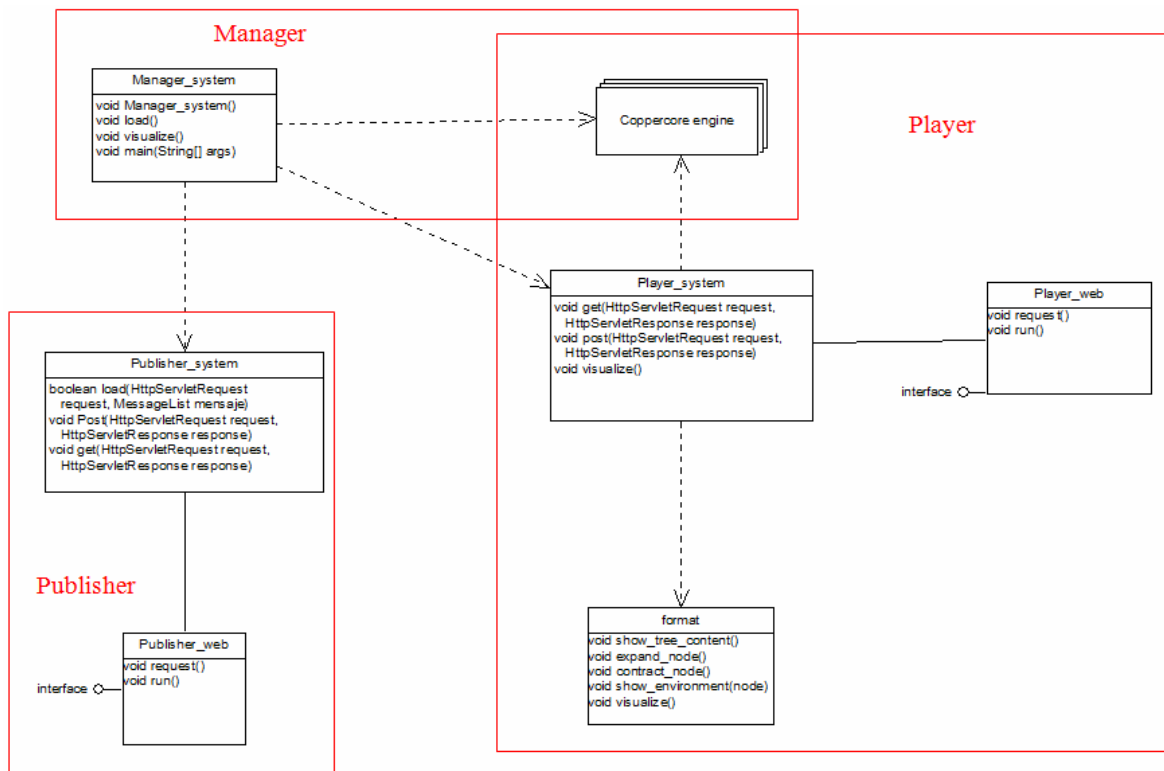 Manager
Manager_system
void Manager_system()
void load()
void visualize()
void main(String[] args)
Coppercore engine
Player
Player_system
void get(HttpServletRequest request,
HttpServletResponse response)
void post(HttpServletRequest request,
HttpServletResponse response)
void visualize()
Player_web
void request()
void run()
interface
Publisher_system
boolean load(HttpServletRequest
request, MessageList mensaje)
void Post(HttpServletRequest request,
HttpServletResponse response)
void get(HttpServletRequest request,
HttpServletResponse response)
Publisher
Publisher_web
void request()
void run()
interface
format
void show_tree_content()
void expand_node()
void contract_node()
void show_environment(node)
void visualize()